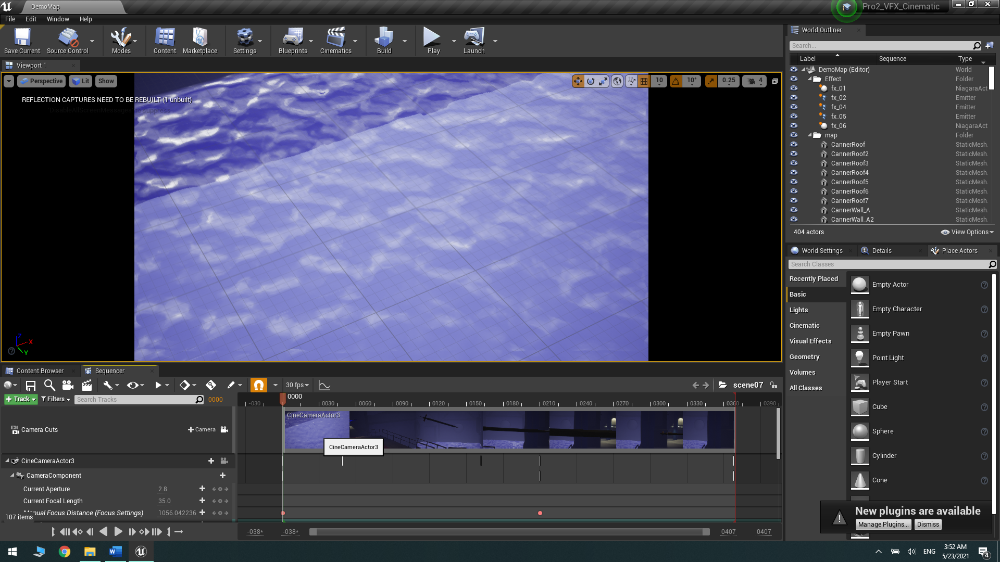 DemoMap
Pro2_VFX_Cinematic
File Edit Window Help
Save Current Source Control Modes Content Marketplace Settings Blueprints Cinematics Build Play Launch
Viewport 1
Perspective Lit Show
10 10° 0.25 4
REFLECTION CAPTURES NEED TO BE REBUILT (1 unbuilt)
DisableAllScreenMessages to suppress
Z
X
Y
World Outliner
Search...
Label Sequence Type
DemoMap (Editor) World
Effect Folder
fx_01 NiagaraAct
fx_02 Emitter
fx_04 Emitter
fx_05 Emitter
fx_06 NiagaraAct
map Folder
CannerRoof StaticMesh.
CannerRoof2 StaticMesh.
CannerRoof3 StaticMesh.
CannerRoof4 StaticMesh.
CannerRoof5 StaticMesh.
CannerRoof6 StaticMesh.
CannerRoof7 StaticMesh.
CannerWall_A StaticMesh.
CannerWall_A2 StaticMesh.
404 actors View Options
World Settings Details Place Actors
Search Classes
Recently Placed
Basic
Lights
Cinematic
Visual Effects
Geometry
Volumes
All Classes
Empty Actor
Empty Character
Empty Pawn
Point Light
Player Start
Cube
Sphere
Cylinder
Cone
New plugins are available
Manage Plugins... Dismiss
Content Browser Sequencer
30 fps scene07
+ Track Filters Search Tracks 0000
0000
-030 0030 0060 0090 0120 0150 0180 0210 0240 0270 0300 0330 0360 0390
Camera Cuts + Camera
CineCameraActor3
CineCameraActor3
CineCameraActor3
CameraComponent
Current Aperture 2.8
Current Focal Length 35.0
Manual Focus Distance (Focus Settings) 1056.042236
107 items
-038* -038* 0407 0407
ENG
3:52 AM
5/23/2021
4